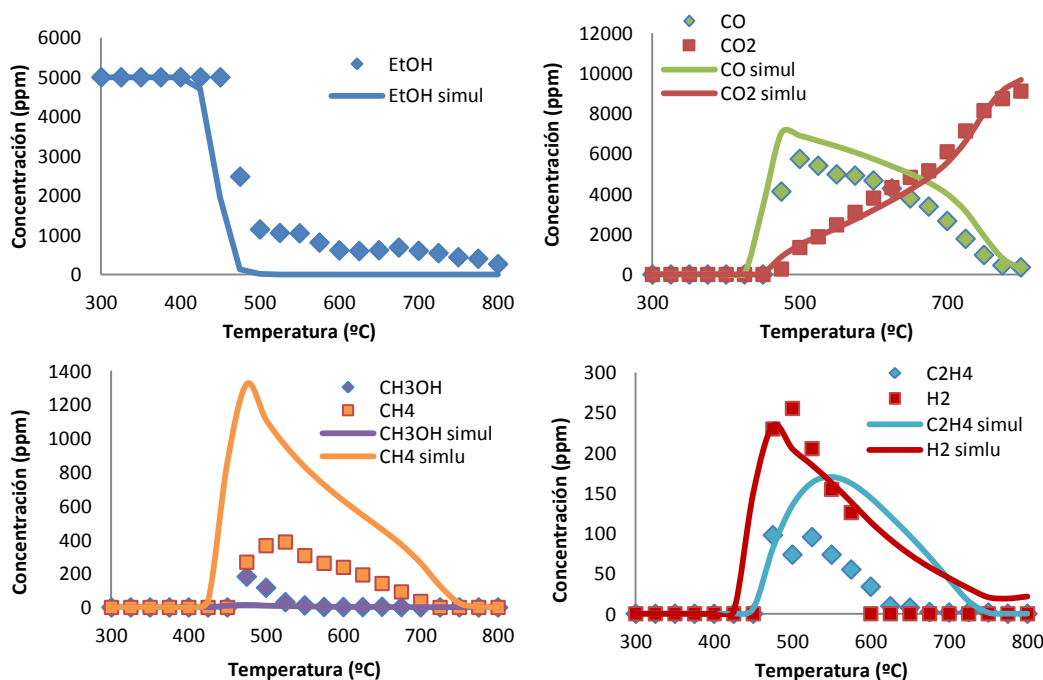 Concentración (ppm)
6000
5000
4000
3000
2000
1000
0
300 400 500 600 700 800
Temperatura (ºC)
EtOH
EtOH simul
Concentración (ppm)
12000
10000
8000
6000
4000
2000
0
300 500 700
Temperatura (ºC)
CO
CO2
CO simul
CO2 simlu
Concentración (ppm)
1400
1200
1000
800
600
400
200
0
300 400 500 600 700 800
Temperatura (ºC)
CH3OH
CH4
CH3OH simul
CH4 simlu
Concentración (ppm)
300
250
200
150
100
50
0
300 400 500 600 700 800
Temperatura (ºC)
C2H4
H2
C2H4 simul
H2 simlu